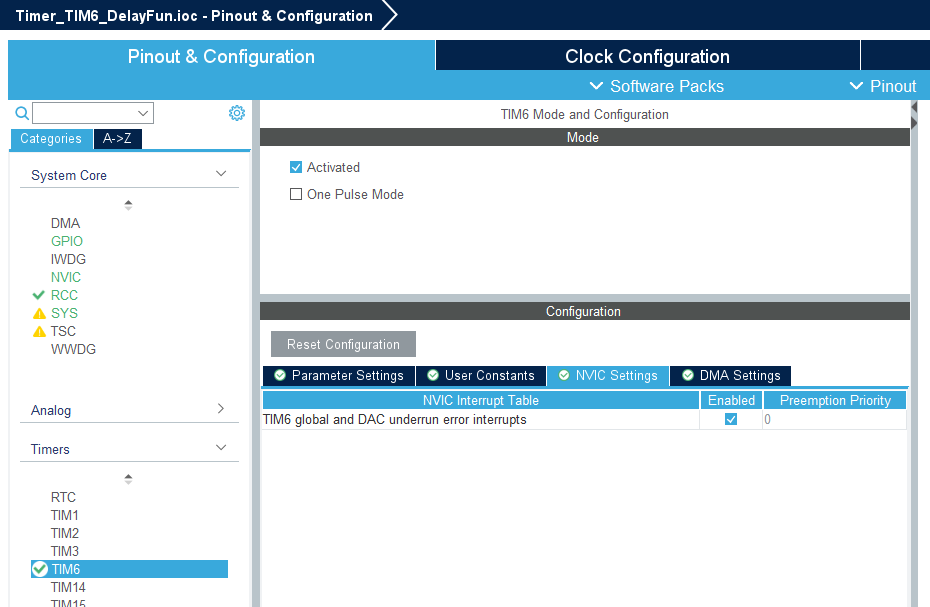 Timer_TIM6_DelayFun.ioc - Pinout & Configuration
Pinout & Configuration
Clock Configuration
Software Packs
Pinout
Categories
A->Z
System Core
DMA
GPIO
IWDG
NVIC
RCC
SYS
TSC
WWDG
Analog
Timers
RTC
TIM1
TIM2
TIM3
TIM6
TIM14
TIM15
TIM6 Mode and Configuration
Mode
Activated
One Pulse Mode
Configuration
Reset Configuration
Parameter Settings
User Constants
NVIC Settings
DMA Settings
NVIC Interrupt Table
Enabled
Preemption Priority
TIM6 global and DAC underrun error interrupts
0